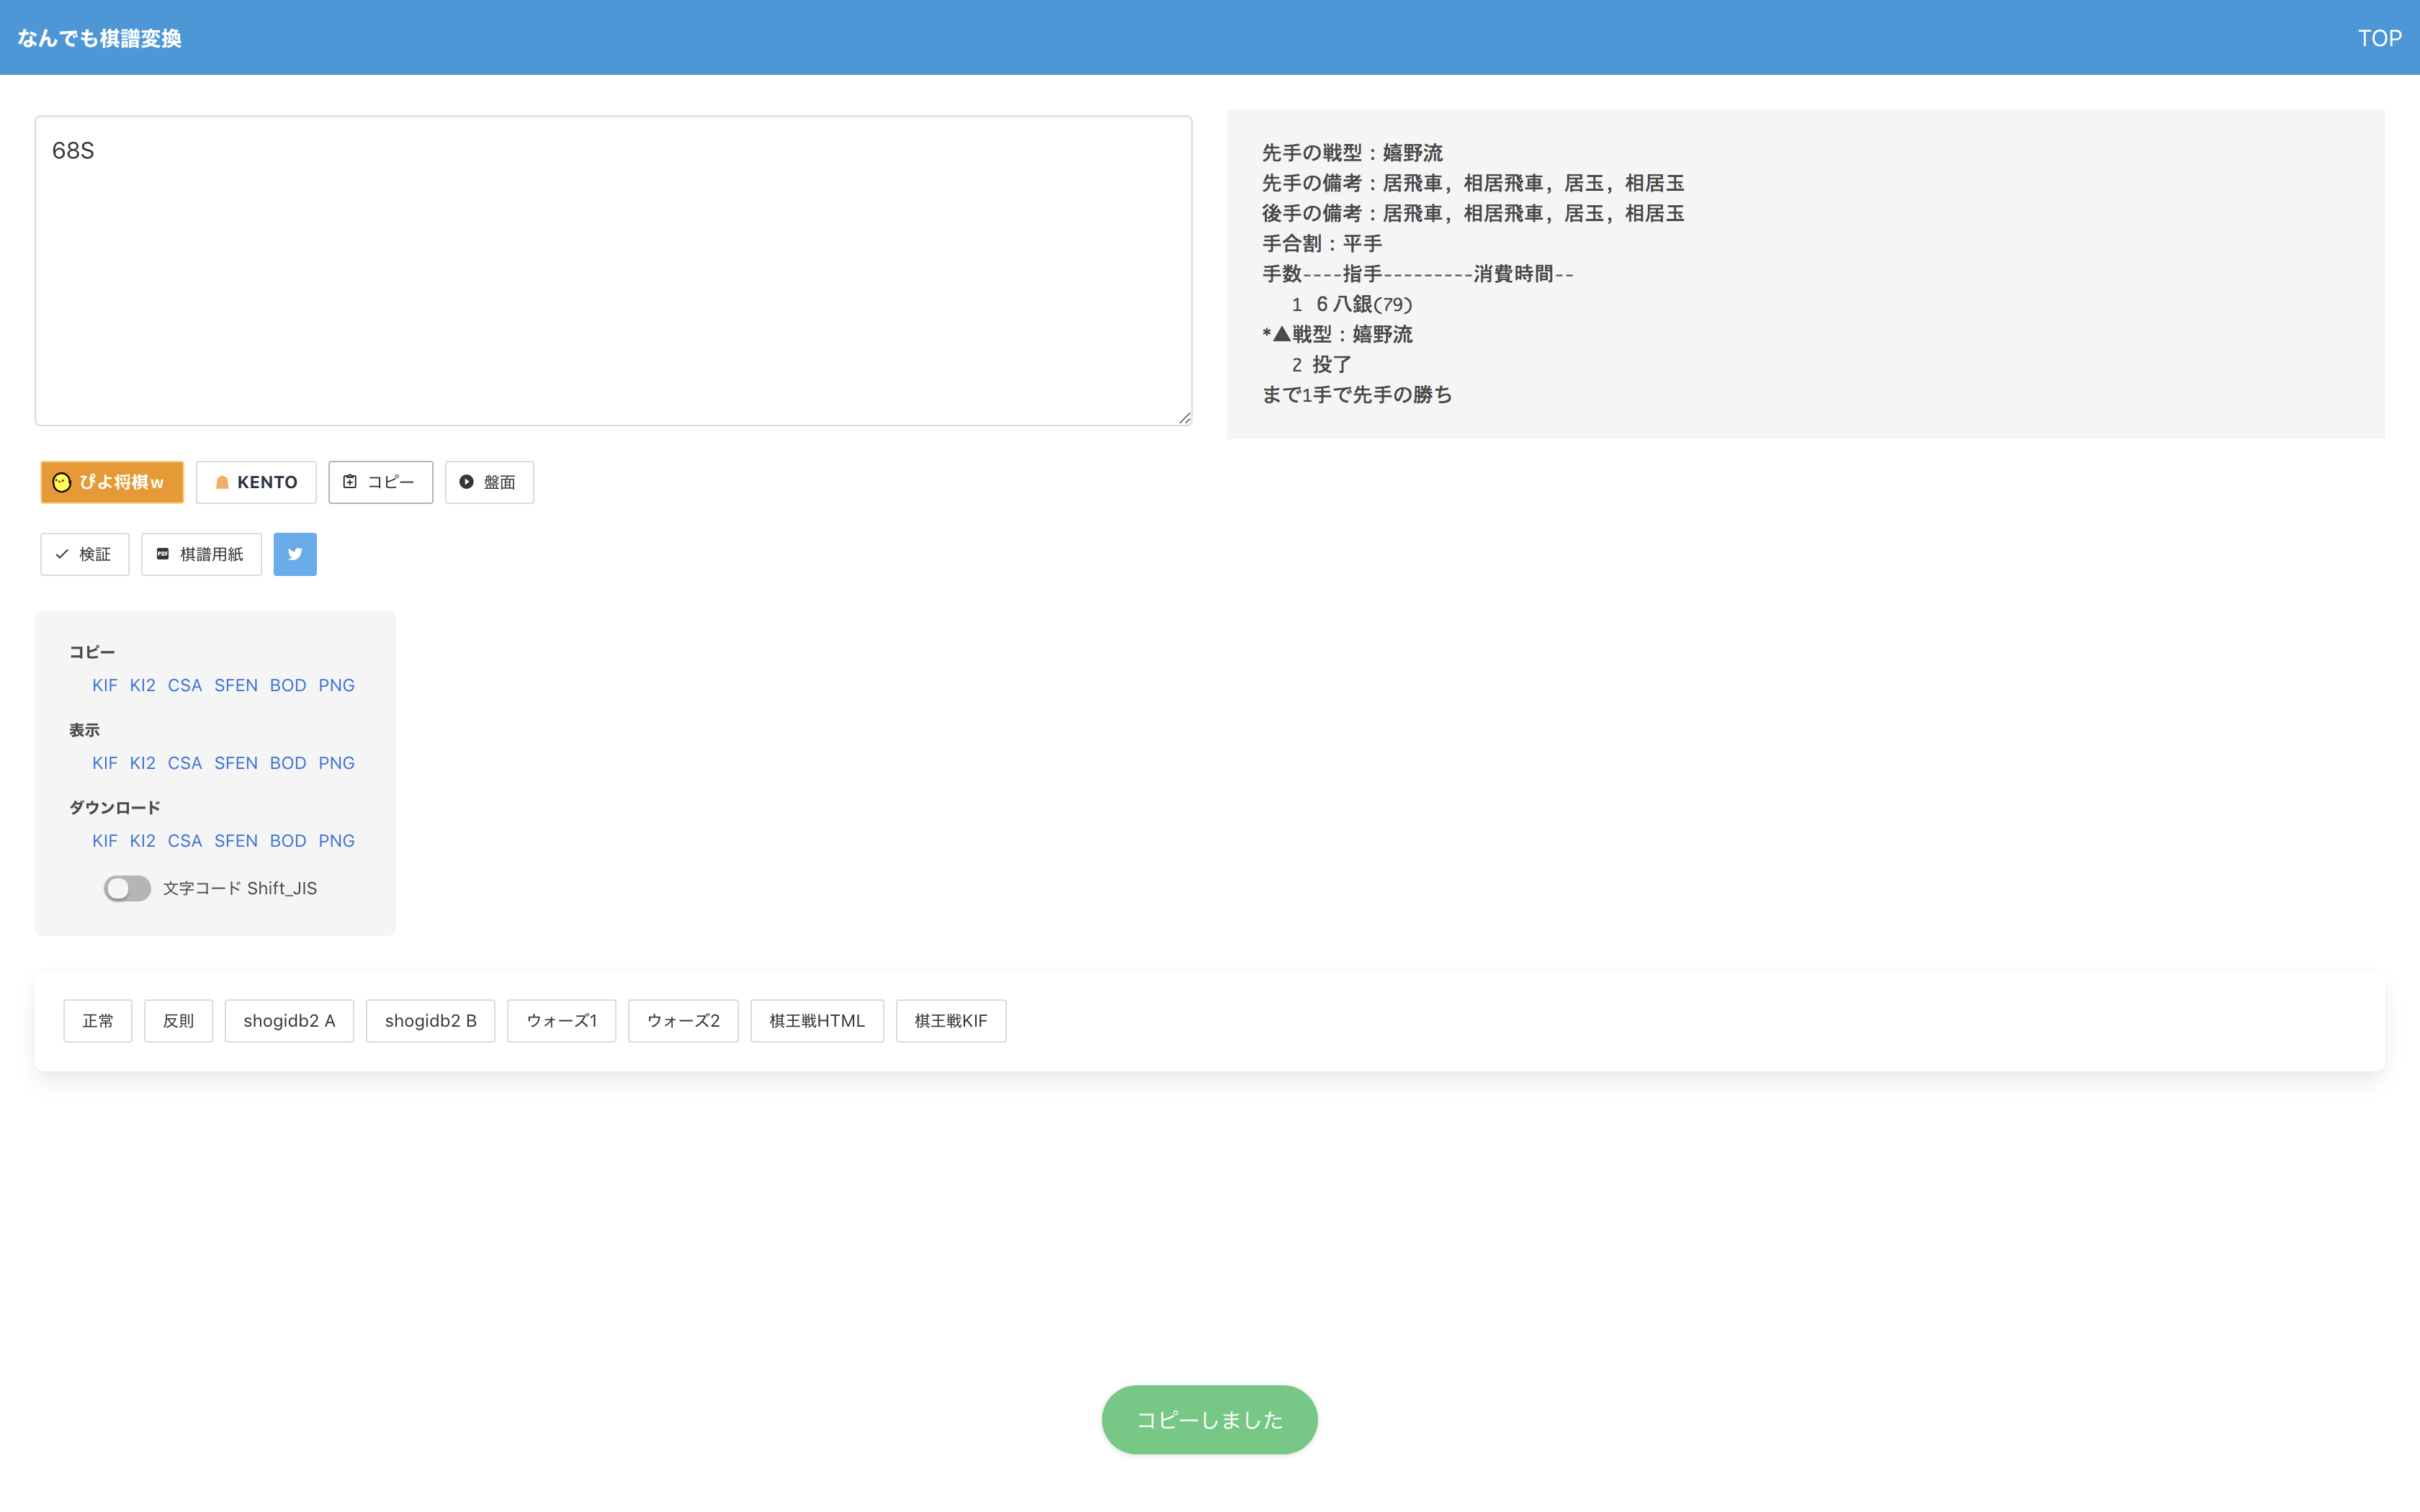 なんでも棋譜変換
TOP
68S
先手の戦型：嬉野流
先手の備考：居飛車, 相居飛車, 居玉, 相居玉
後手の備考：居飛車, 相居飛車, 居玉, 相居玉
手合割：平手
手数----指手---------消費時間--
1 ６八銀(79)
*▲戦型：嬉野流
2 投了
まで1手で先手の勝ち
ぴよ将棋w
KENTO
コピー
盤面
検証
PDF 棋譜用紙
コピー
KIF KI2 CSA SFEN BOD PNG
表示
KIF KI2 CSA SFEN BOD PNG
ダウンロード
KIF KI2 CSA SFEN BOD PNG
文字コード Shift_JIS
正常
反則
shogidb2 A
shogidb2 B
ウォーズ1
ウォーズ2
棋王戦HTML
棋王戦KIF
コピーしました